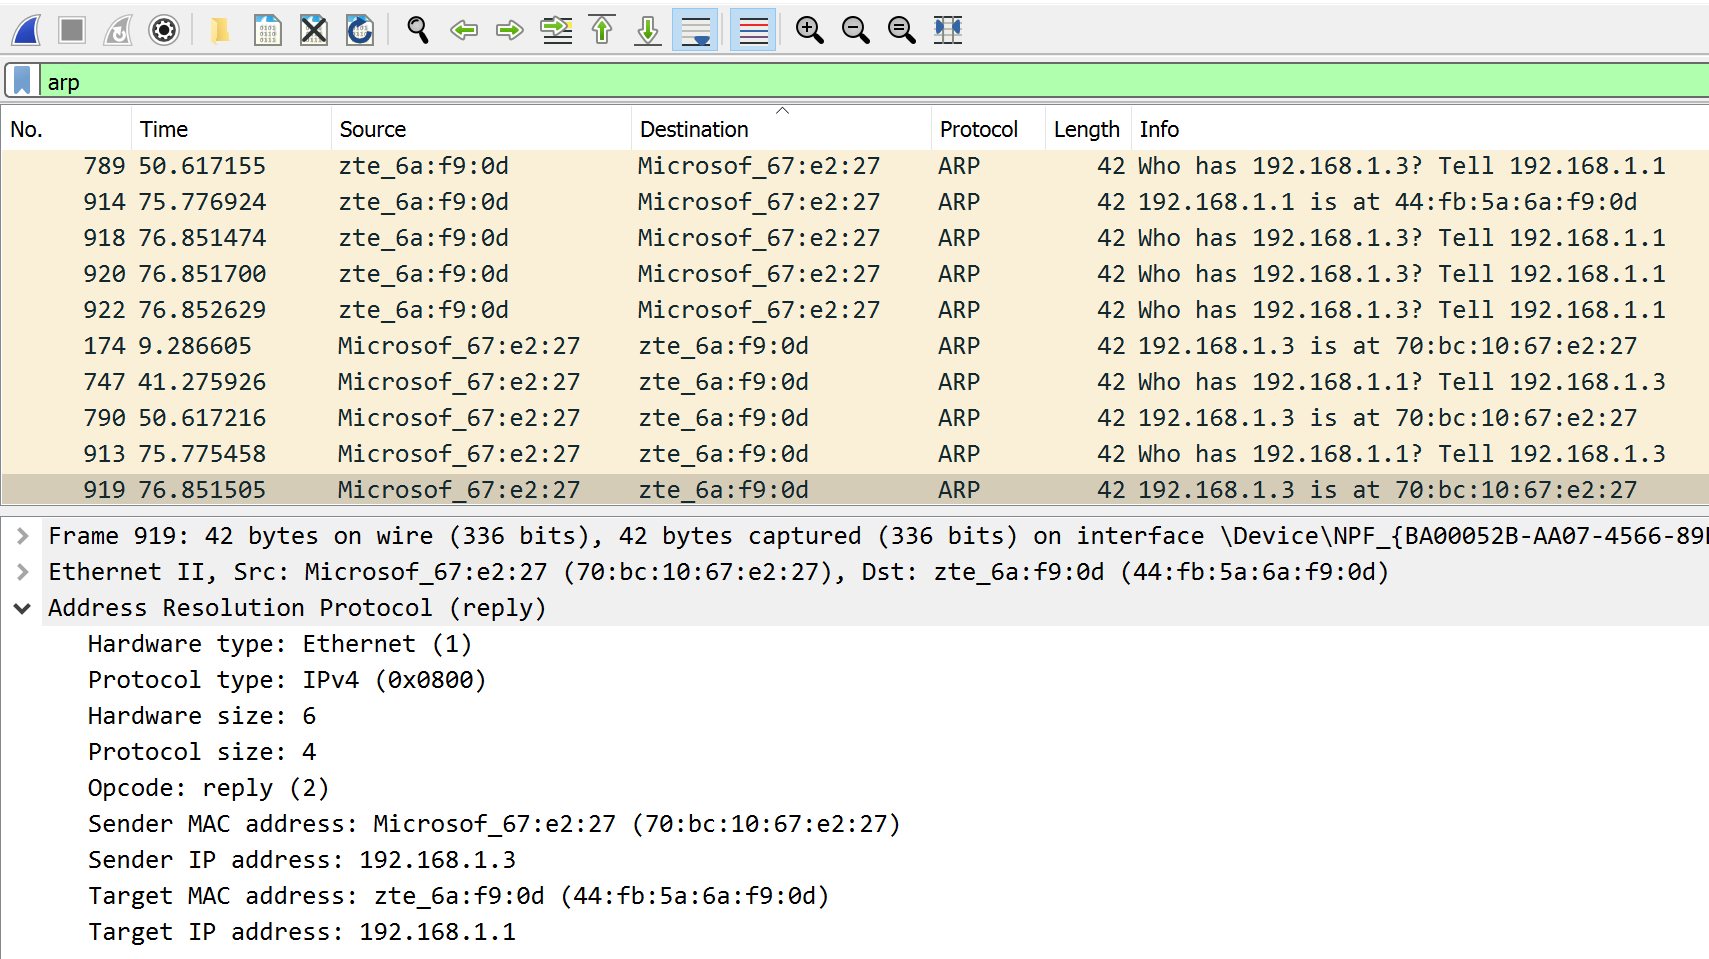 arp
No. Time Source Destination Protocol Length Info
789 50.617155 zte_6a:f9:0d Microsof_67:e2:27 ARP 42 Who has 192.168.1.3? Tell 192.168.1.1
914 75.776924 zte_6a:f9:0d Microsof_67:e2:27 ARP 42 192.168.1.1 is at 44:fb:5a:6a:f9:0d
918 76.851474 zte_6a:f9:0d Microsof_67:e2:27 ARP 42 Who has 192.168.1.3? Tell 192.168.1.1
920 76.851700 zte_6a:f9:0d Microsof_67:e2:27 ARP 42 Who has 192.168.1.3? Tell 192.168.1.1
922 76.852629 zte_6a:f9:0d Microsof_67:e2:27 ARP 42 Who has 192.168.1.3? Tell 192.168.1.1
174 9.286605 Microsof_67:e2:27 zte_6a:f9:0d ARP 42 192.168.1.3 is at 70:bc:10:67:e2:27
747 41.275926 Microsof_67:e2:27 zte_6a:f9:0d ARP 42 Who has 192.168.1.1? Tell 192.168.1.3
790 50.617216 Microsof_67:e2:27 zte_6a:f9:0d ARP 42 192.168.1.3 is at 70:bc:10:67:e2:27
913 75.775458 Microsof_67:e2:27 zte_6a:f9:0d ARP 42 Who has 192.168.1.1? Tell 192.168.1.3
919 76.851505 Microsof_67:e2:27 zte_6a:f9:0d ARP 42 192.168.1.3 is at 70:bc:10:67:e2:27
Frame 919: 42 bytes on wire (336 bits), 42 bytes captured (336 bits) on interface \Device\NPF_{BA00052B-AA07-4566-89
Ethernet II, Src: Microsof_67:e2:27 (70:bc:10:67:e2:27), Dst: zte_6a:f9:0d (44:fb:5a:6a:f9:0d)
Address Resolution Protocol (reply)
Hardware type: Ethernet (1)
Protocol type: IPv4 (0x0800)
Hardware size: 6
Protocol size: 4
Opcode: reply (2)
Sender MAC address: Microsof_67:e2:27 (70:bc:10:67:e2:27)
Sender IP address: 192.168.1.3
Target MAC address: zte_6a:f9:0d (44:fb:5a:6a:f9:0d)
Target IP address: 192.168.1.1